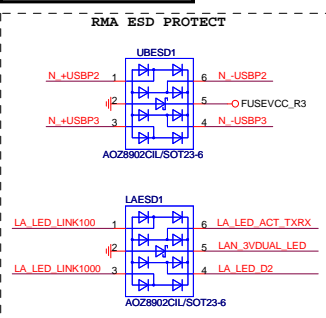 RMA ESD PROTECT
UBESD1
N_+USBP2 1 6 N_-USBP2
2 5 FUSEVCC_R3
N_+USBP3 3 4 N_-USBP3
AOZ8902CIL/SOT23-6
LAESD1
LA_LED_LINK100 1 6 LA_LED_ACT_TXRX
2 5 LAN_3VDUAL_LED
LA_LED_LINK1000 3 4 LA_LED_D2
AOZ8902CIL/SOT23-6